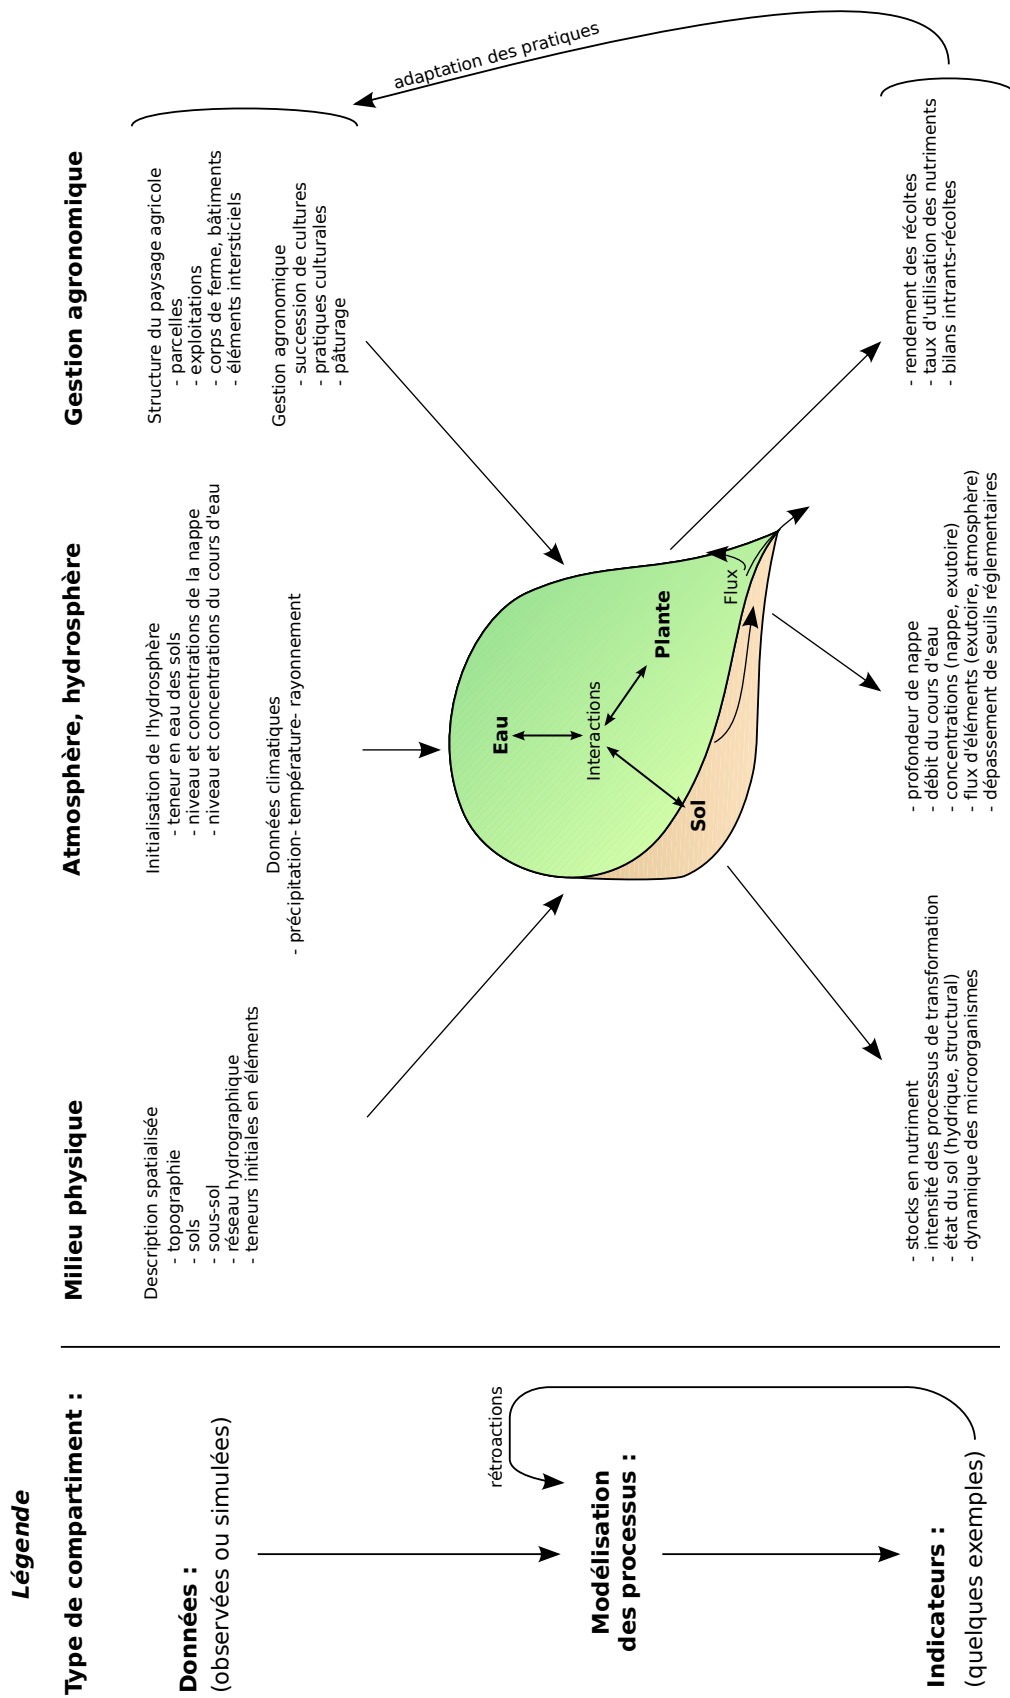 Légende
Type de compartiment :
Milieu physique
Atmosphère, hydrosphère
Gestion agronomique
Données :
(observées ou simulées)
Description spatialisée
- topographie
- sols
- sous-sol
- réseau hydrographique
- teneurs initiales en éléments
Initialisation de l'hydrosphère
- teneur en eau des sols
- niveau et concentrations de la nappe
- niveau et concentrations du cours d'eau
Données climatiques
- précipitation- température- rayonnement
Structure du paysage agricole
- parcelles
- exploitations
- corps de ferme, bâtiments
- éléments intersticiels
Gestion agronomique
- succession de cultures
- pratiques culturales
- pâturage
adaptation des pratiques
rétroactions
Modélisation
des processus :
Eau
Interactions
Plante
Sol
Flux
Indicateurs :
(quelques exemples)
- stocks en nutriment
- intensité des processus de transformation
- état du sol (hydrique, structural)
- dynamique des microorganismes
- profondeur de nappe
- débit du cours d'eau
- concentrations (nappe, exutoire)
- flux d'éléments (exutoire, atmosphère)
- dépassement de seuils réglementaires
- rendement des récoltes
- taux d'utilisation des nutriments
- bilans intrants-récoltes